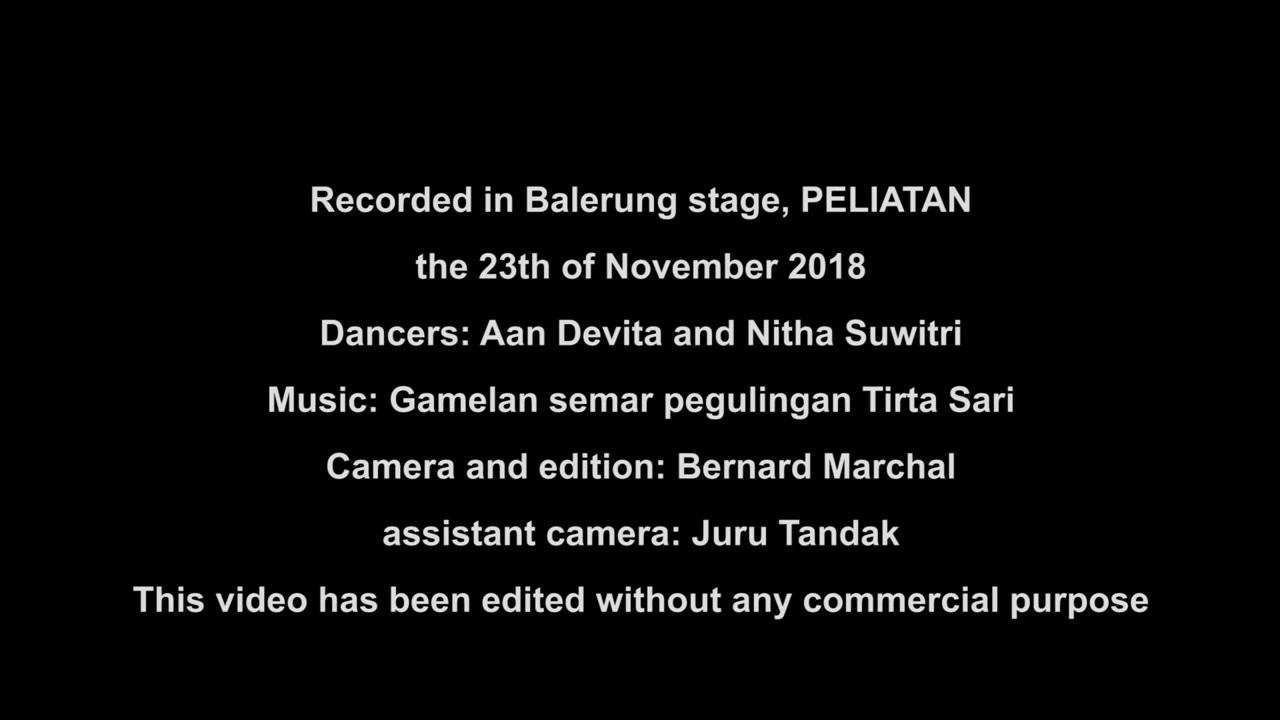 Recorded in Balerung stage, PELIATAN
the 23th of November 2018
Dancers: Aan Devita and Nitha Suwitri
Music: Gamelan semar pegulingan Tirta Sari
Camera and edition: Bernard Marchal
assistant camera: Juru Tandak
This video has been edited without any commercial purpose